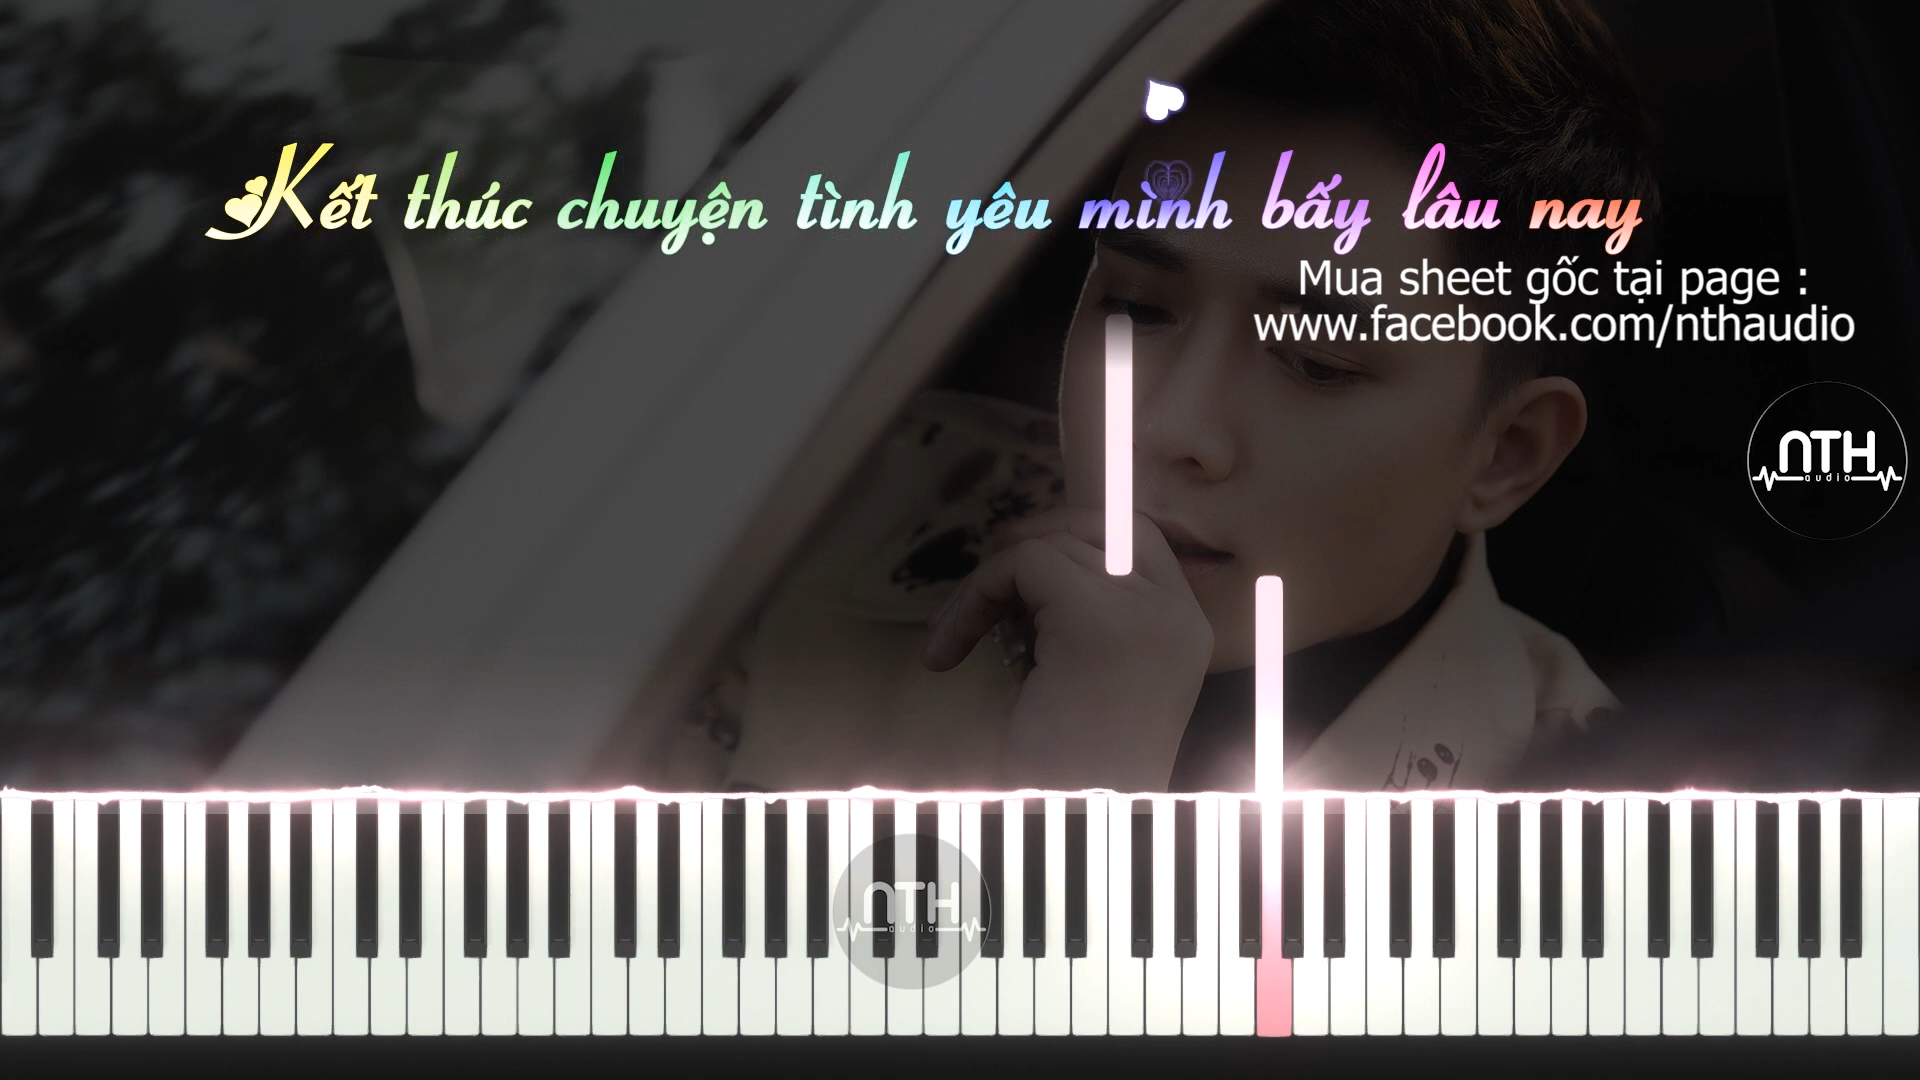 Kết thúc chuyện tình yêu mình bấy lâu nay
Mua sheet gốc tại page :
www.facebook.com/nthaudio
NTH
audio
NTH
audio